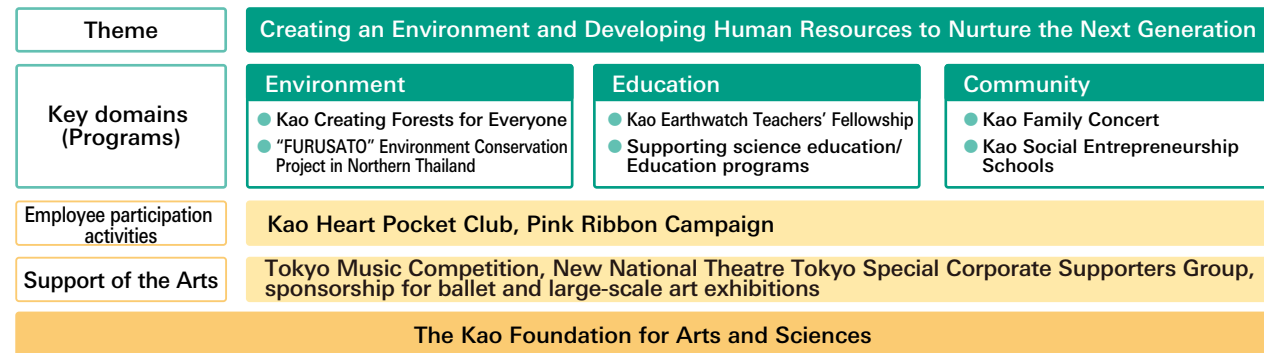 Theme
Creating an Environment and Developing Human Resources to Nurture the Next Generation
Key domains
(Programs)
Environment
● Kao Creating Forests for Everyone
● “FURUSATO” Environment Conservation
Project in Northern Thailand
Education
● Kao Earthwatch Teachers’ Fellowship
● Supporting science education/
Education programs
Community
● Kao Family Concert
● Kao Social Entrepreneurship
Schools
Employee participation
activities
Kao Heart Pocket Club, Pink Ribbon Campaign
Support of the Arts
Tokyo Music Competition, New National Theatre Tokyo Special Corporate Supporters Group,
sponsorship for ballet and large-scale art exhibitions
The Kao Foundation for Arts and Sciences